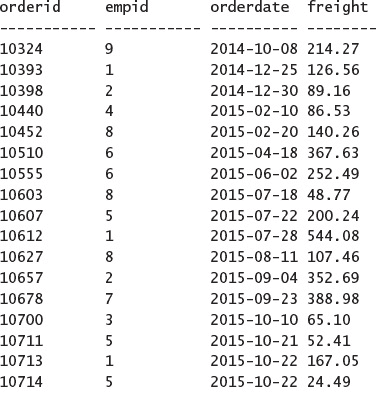 orderid empid orderdate freight
----------- ----------- ---------- --------
10324 9 2014-10-08 214.27
10393 1 2014-12-25 126.56
10398 2 2014-12-30 89.16
10440 4 2015-02-10 86.53
10452 8 2015-02-20 140.26
10510 6 2015-04-18 367.63
10555 6 2015-06-02 252.49
10603 8 2015-07-18 48.77
10607 5 2015-07-22 200.24
10612 1 2015-07-28 544.08
10627 8 2015-08-11 107.46
10657 2 2015-09-04 352.69
10678 7 2015-09-23 388.98
10700 3 2015-10-10 65.10
10711 5 2015-10-21 52.41
10713 1 2015-10-22 167.05
10714 5 2015-10-22 24.49